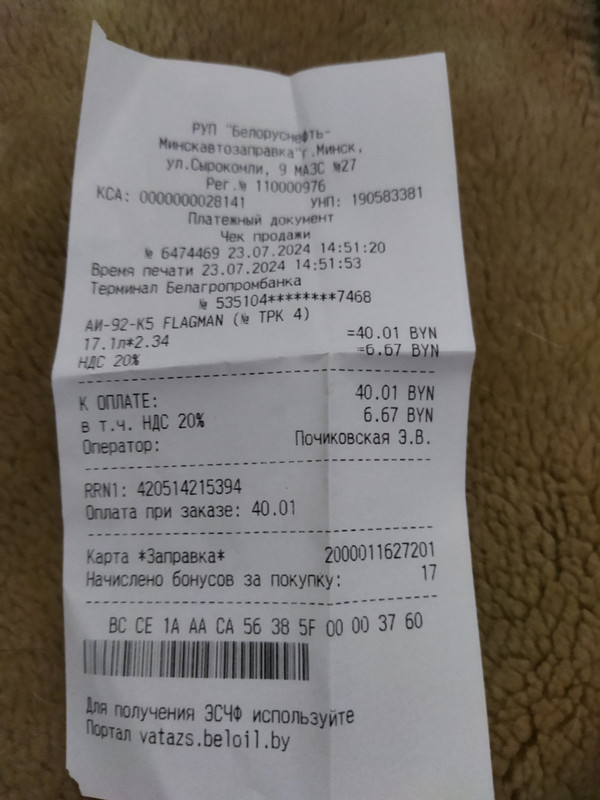 РУП "Белоруснефть-
Минскавтозаправка"г.Минск,
ул.Сырокомли, 9 МАЗС №27
Рег.№ 110000976
КСА: 0000000028141 УНП: 190583381
Платежный документ
Чек продажи
№ 6474469 23.07.2024 14:51:20
Время печати 23.07.2024 14:51:53
Терминал Белагропромбанка
№ 535104********7468
АИ-92-К5 FLAGMAN (№ ТРК 4)
17.1л*2.34 =40.01 BYN
НДС 20% =6.67 BYN
К ОПЛАТЕ: 40.01 BYN
в т.ч. НДС 20% 6.67 BYN
Оператор: Почиковская Э.В.
RRN1: 420514215394
Оплата при заказе: 40.01
Карта *Заправка* 2000011627201
Начислено бонусов за покупку: 17
BC CE 1A AA CA 56 38 5F 00 00 37 60
Для получения ЭСЧФ используйте
Портал vatazs.beloil.by